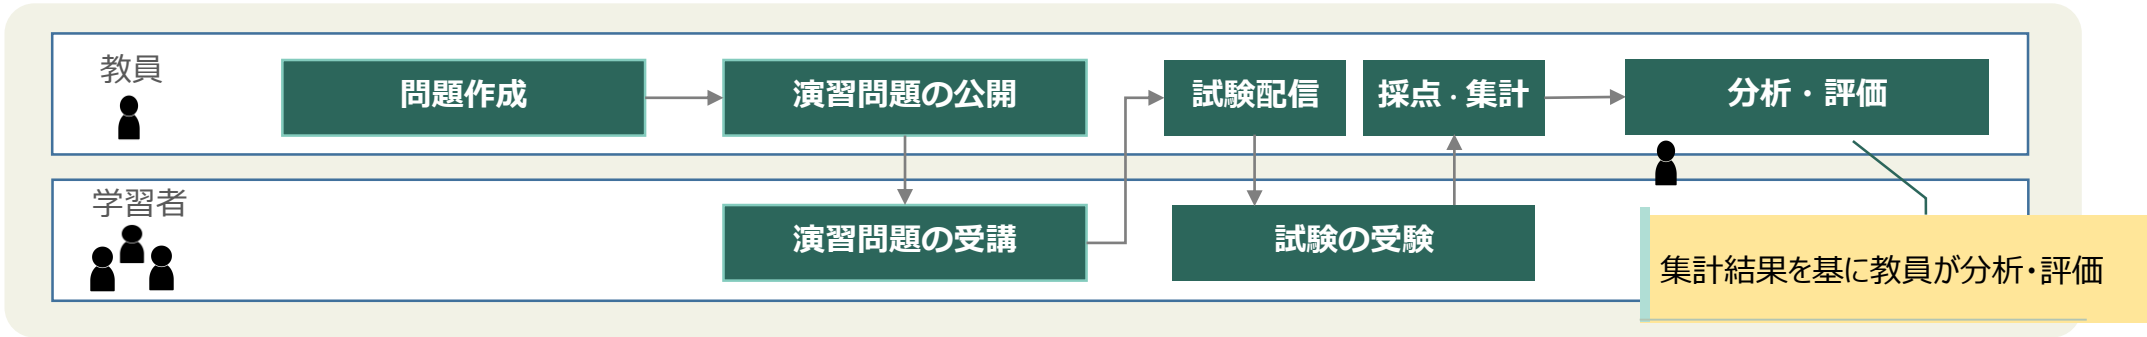 教員
問題作成
演習問題の公開
試験配信
採点・集計
分析・評価
学習者
演習問題の受講
試験の受験
集計結果を基に教員が分析・評価